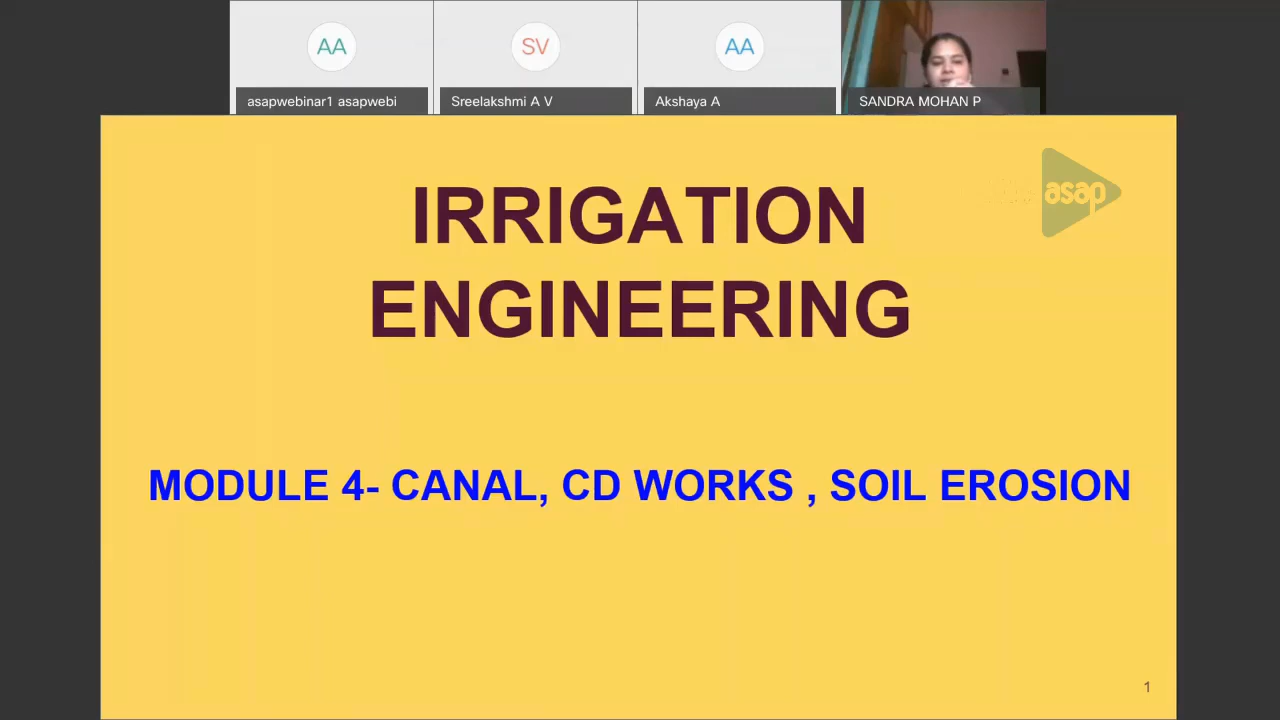 AA
SV
AA
asapwebinar1 asapwebi
Sreelakshmi A V
Akshaya A
SANDRA MOHAN P
asap
IRRIGATION
ENGINEERING
MODULE 4- CANAL, CD WORKS , SOIL EROSION
1